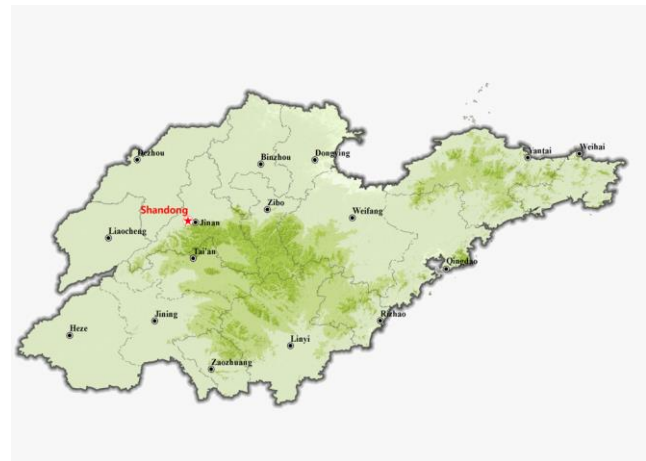 Weihai
Yantai
Dezhou
Binzhou
Dongying
Zibo
Shandong
Weifang
Jinan
Liaocheng
Tai'an
Qingdao
Jining
Rizhao
Heze
Linyi
Zaozhuang